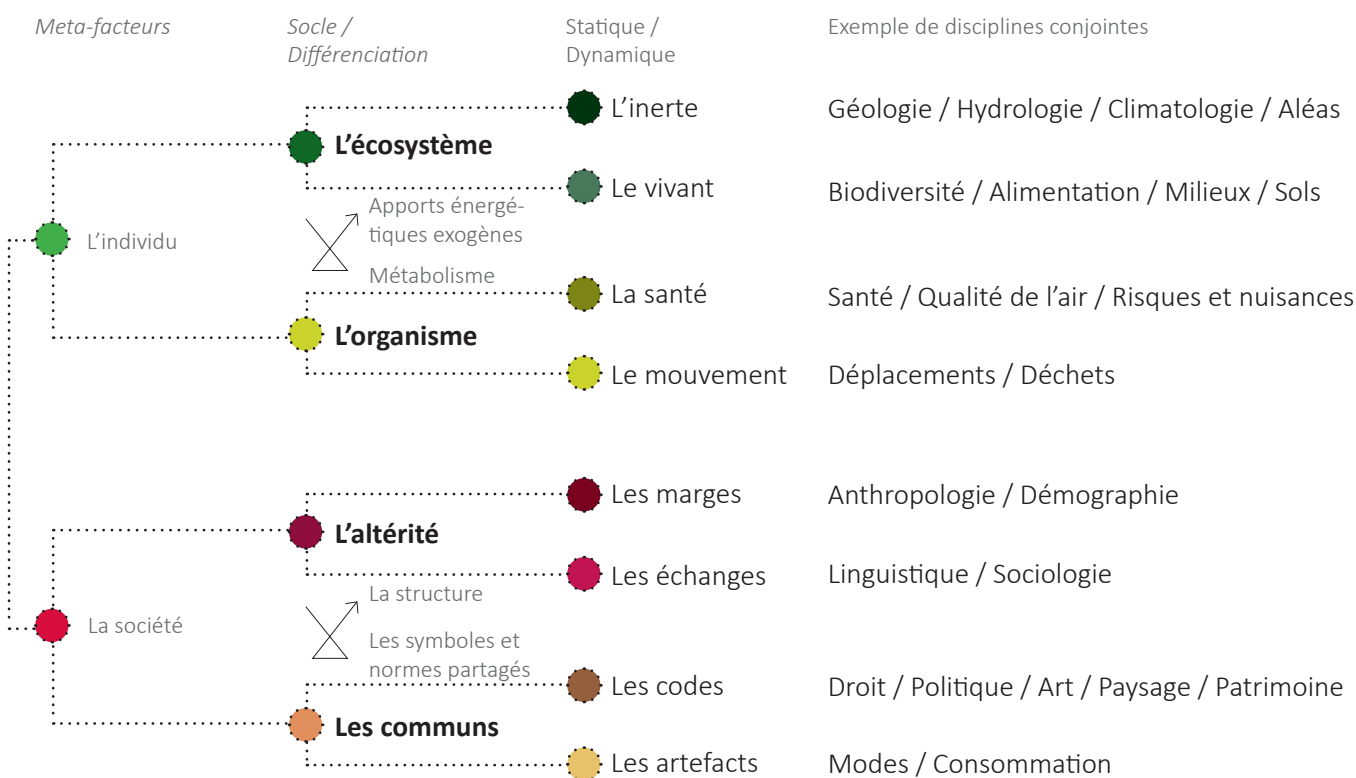 Meta-facteurs
Socle /
Différenciation
Statique /
Dynamique
Exemple de disciplines conjointes
L'inerte
Géologie / Hydrologie / Climatologie / Aléas
L'écosystème
Le vivant
Biodiversité / Alimentation / Milieux / Sols
Apports énergé-
tiques exogènes
L'individu
Métabolisme
La santé
Santé / Qualité de l'air / Risques et nuisances
L'organisme
Le mouvement
Déplacements / Déchets
Les marges
Anthropologie / Démographie
L'altérité
Les échanges
Linguistique / Sociologie
La structure
La société
Les symboles et
normes partagés
Les codes
Droit / Politique / Art / Paysage / Patrimoine
Les communs
Les artefacts
Modes / Consommation